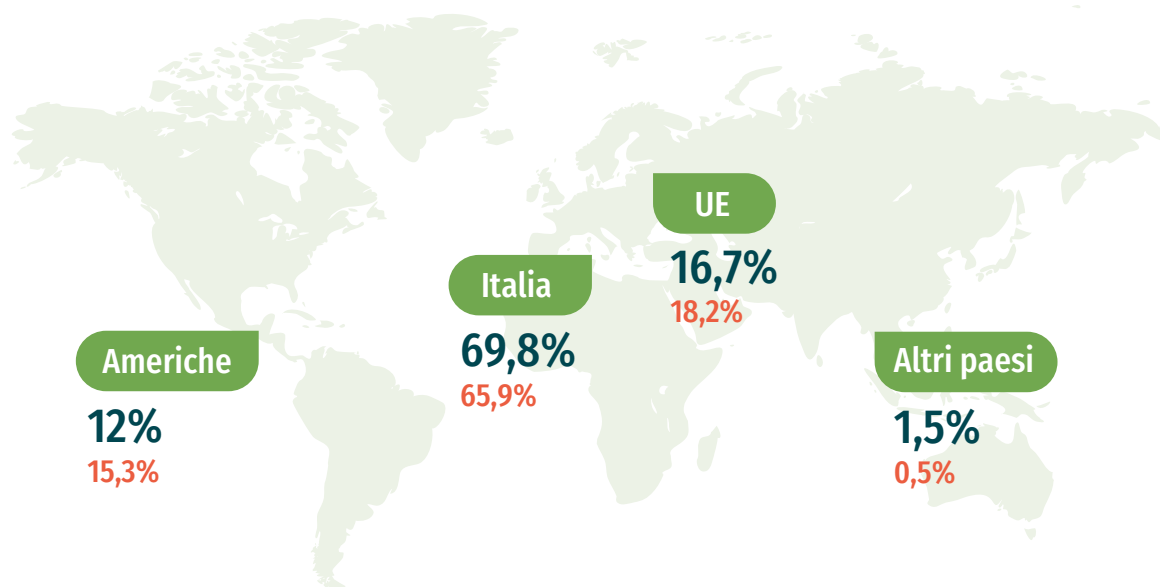 UE
16,7%
18,2%
Italia
69,8%
65,9%
Americhe
12%
15,3%
Altri paesi
1,5%
0,5%